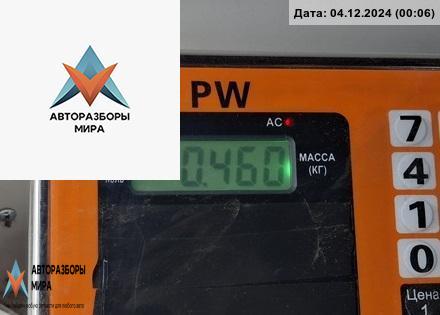 Дата: 04.12.2024 (00:06)
АВТОРАЗБОРЫ
МИРА
PW
AC
0.460
МАССА
(КГ)
7
4
1
0
Цена
1
АВТОРАЗБОРЫ
МИРА